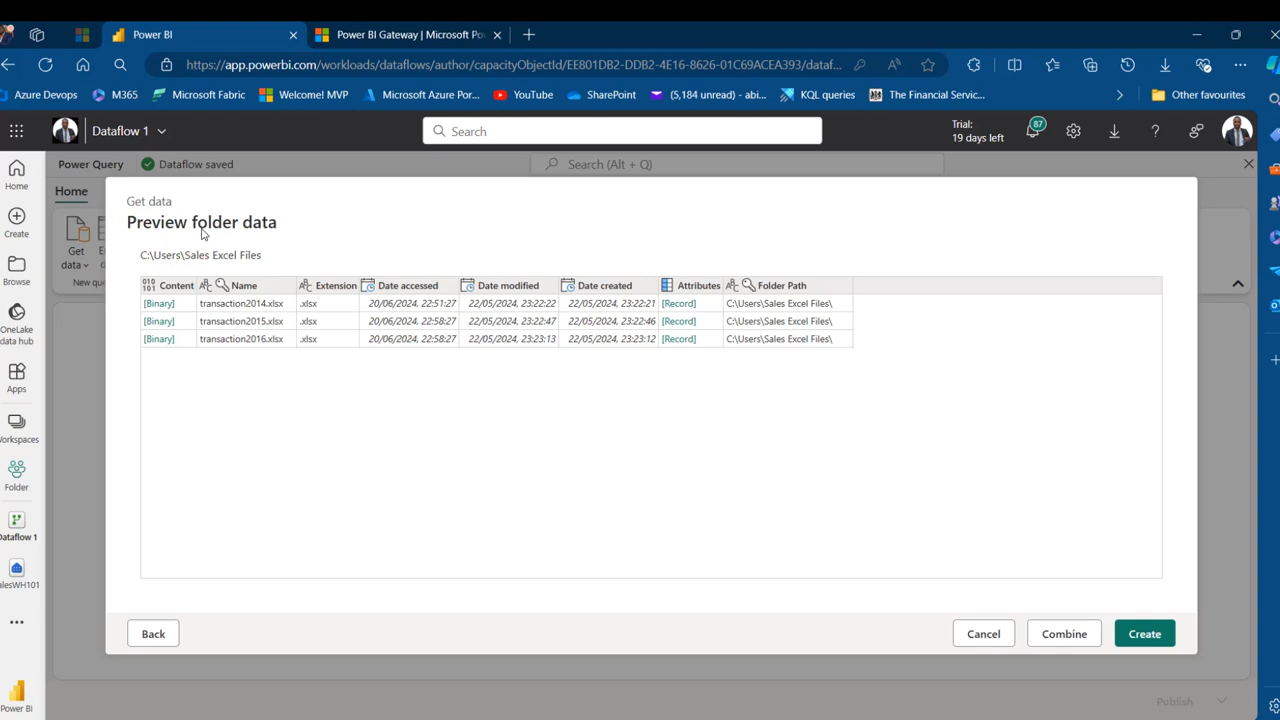 Power BI
Power BI Gateway | Microsoft Po
https://app.powerbi.com/workloads/dataflows/author/capacityObjectId/EE801DB2-DDB2-4E16-8626-01C69ACEA393/dataf...
Azure Devops
M365
Microsoft Fabric
Welcome! MVP
Microsoft Azure Por...
YouTube
SharePoint
(5,184 unread) - abi...
KQL queries
The Financial Servic...
Other favourites
Dataflow 1
Search
Trial:
19 days left
87
Power Query
Dataflow saved
Search (Alt + Q)
Home
Home
Create
Browse
OneLake
data hub
Apps
Workspaces
Folder
Dataflow 1
alesWH101
Power BI
Get
data
New qu
Get data
Preview folder data
C:\Users\Sales Excel Files
Content Name Extension Date accessed Date modified Date created Attributes Folder Path
[Binary] transaction2014.xlsx .xlsx 20/06/2024, 22:51:27 22/05/2024, 23:22:22 22/05/2024, 23:22:21 [Record] C:\Users\Sales Excel Files\
[Binary] transaction2015.xlsx .xlsx 20/06/2024, 22:58:27 22/05/2024, 23:22:47 22/05/2024, 23:22:46 [Record] C:\Users\Sales Excel Files\
[Binary] transaction2016.xlsx .xlsx 20/06/2024, 22:58:27 22/05/2024, 23:23:13 22/05/2024, 23:23:12 [Record] C:\Users\Sales Excel Files\
Back
Cancel
Combine
Create
Publish